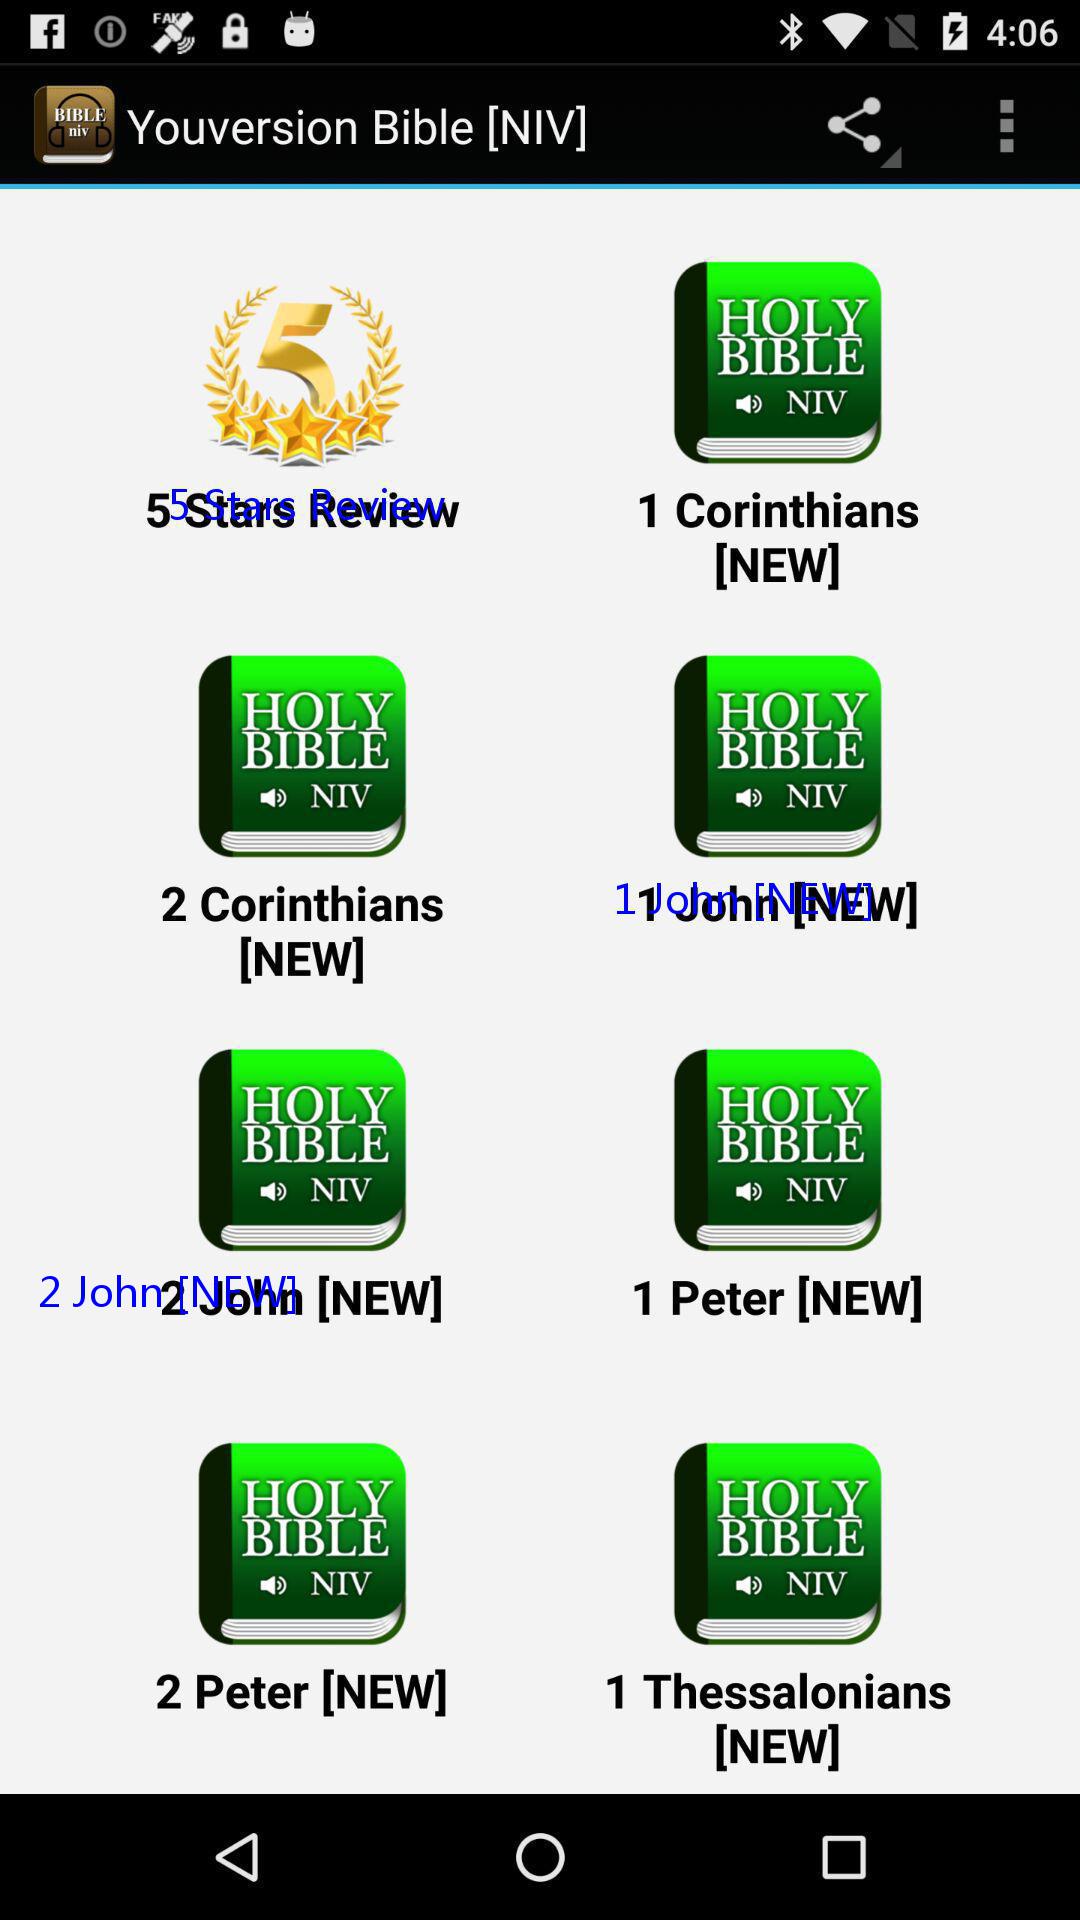 FAKE
4:06
BIBLE
niv
Youversion Bible [NIV]
5
HOLY
BIBLE
NIV
5 Stars Review
5 Stars Review
1 Corinthians
[NEW]
HOLY
BIBLE
NIV
HOLY
BIBLE
NIV
2 Corinthians
[NEW]
1 John [NEW]
1 John [NEW]
HOLY
BIBLE
NIV
HOLY
BIBLE
NIV
2 John [NEW]
2 John [NEW]
1 Peter [NEW]
HOLY
BIBLE
NIV
HOLY
BIBLE
NIV
2 Peter [NEW]
1 Thessalonians
[NEW]